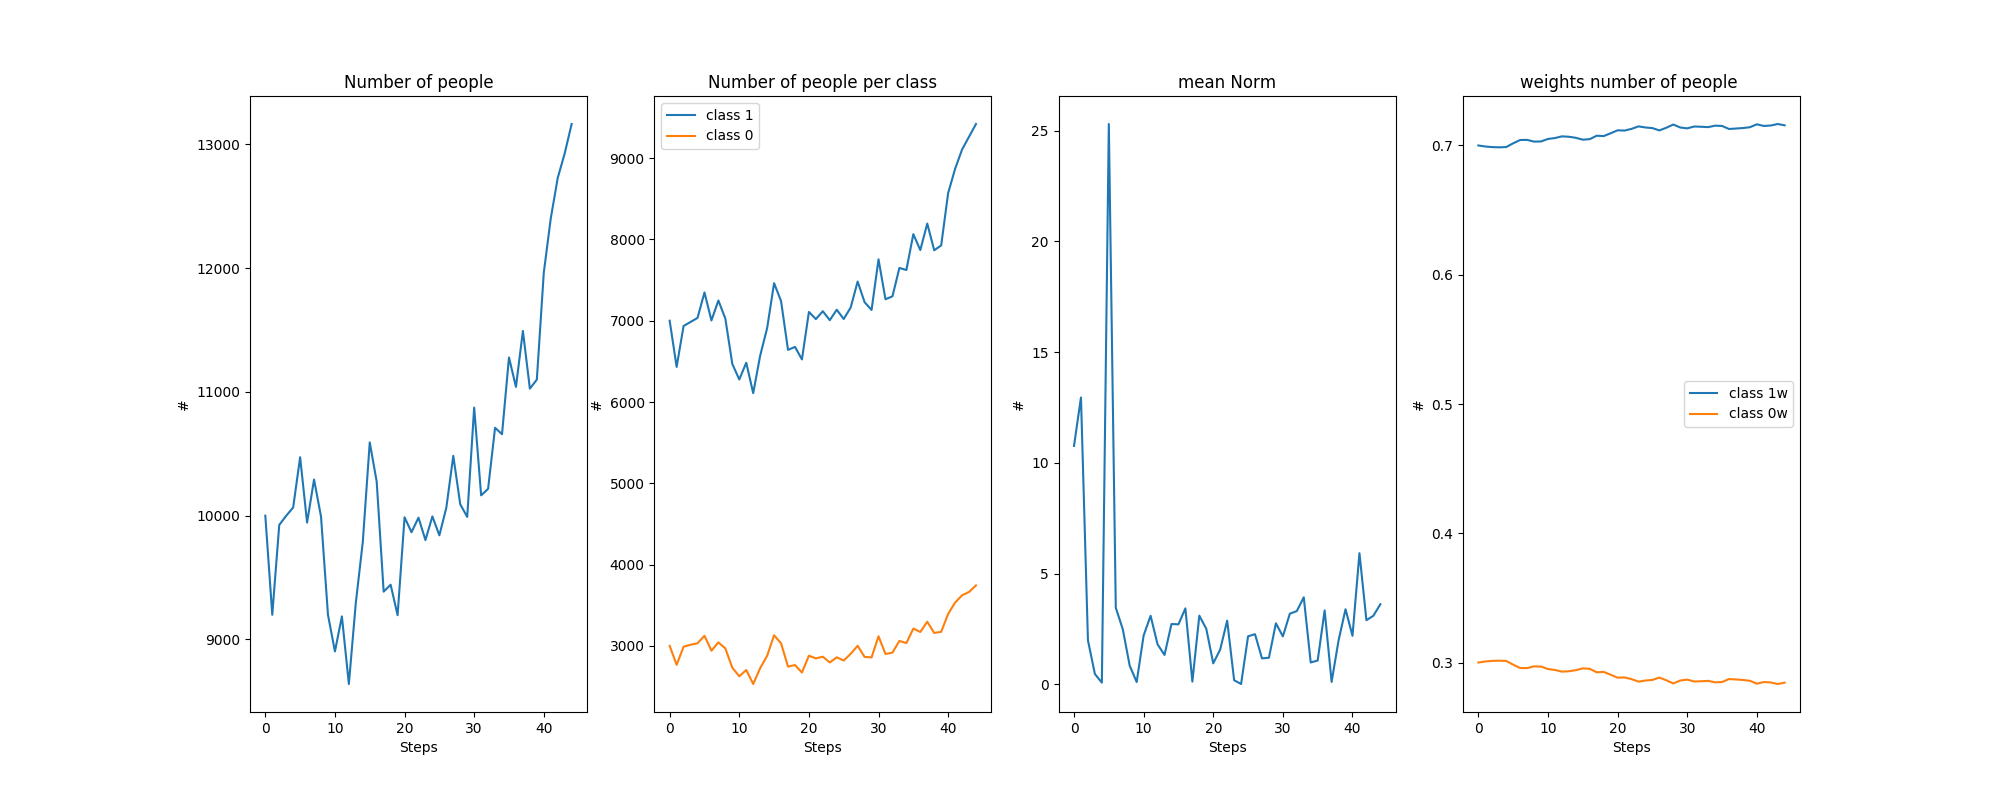 Number of people
13000
12000
11000
10000
9000
#
0 10 20 30 40
Steps
Number of people per class
class 1
class 0
9000
8000
7000
6000
5000
4000
3000
#
0 10 20 30 40
Steps
mean Norm
25
20
15
10
5
0
#
0 10 20 30 40
Steps
weights number of people
0.7
0.6
0.5
0.4
0.3
#
class 1w
class 0w
0 10 20 30 40
Steps